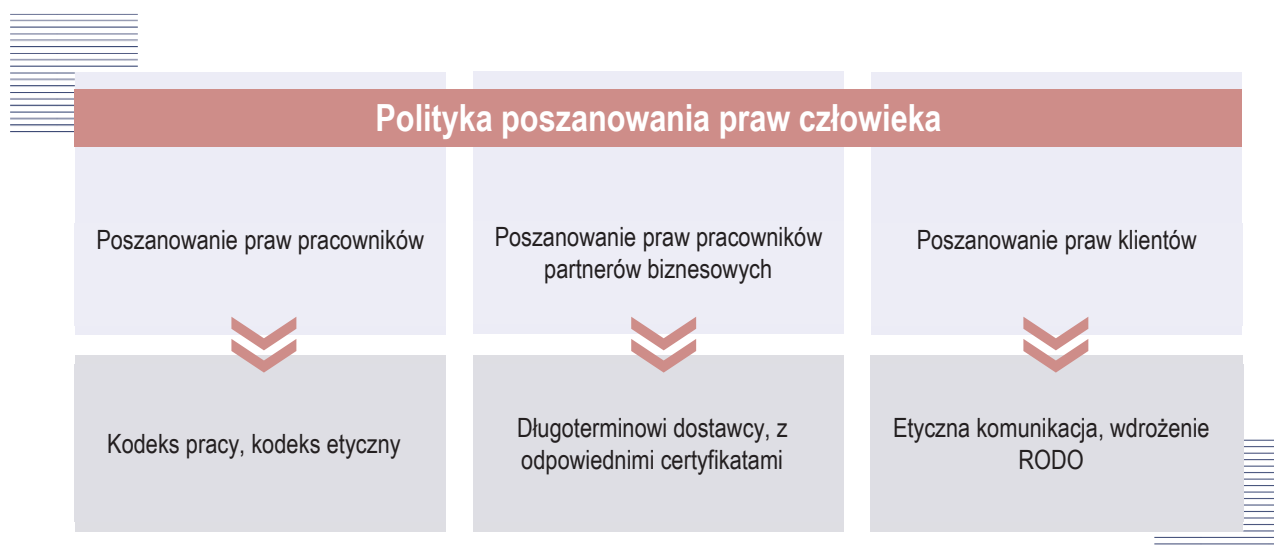 Polityka poszanowania praw człowieka
Poszanowanie praw pracowników
Poszanowanie praw pracowników
partnerów biznesowych
Poszanowanie praw klientów
Kodeks pracy, kodeks etyczny
Długoterminowi dostawcy, z
odpowiednimi certyfikatami
Etyczna komunikacja, wdrożenie
RODO